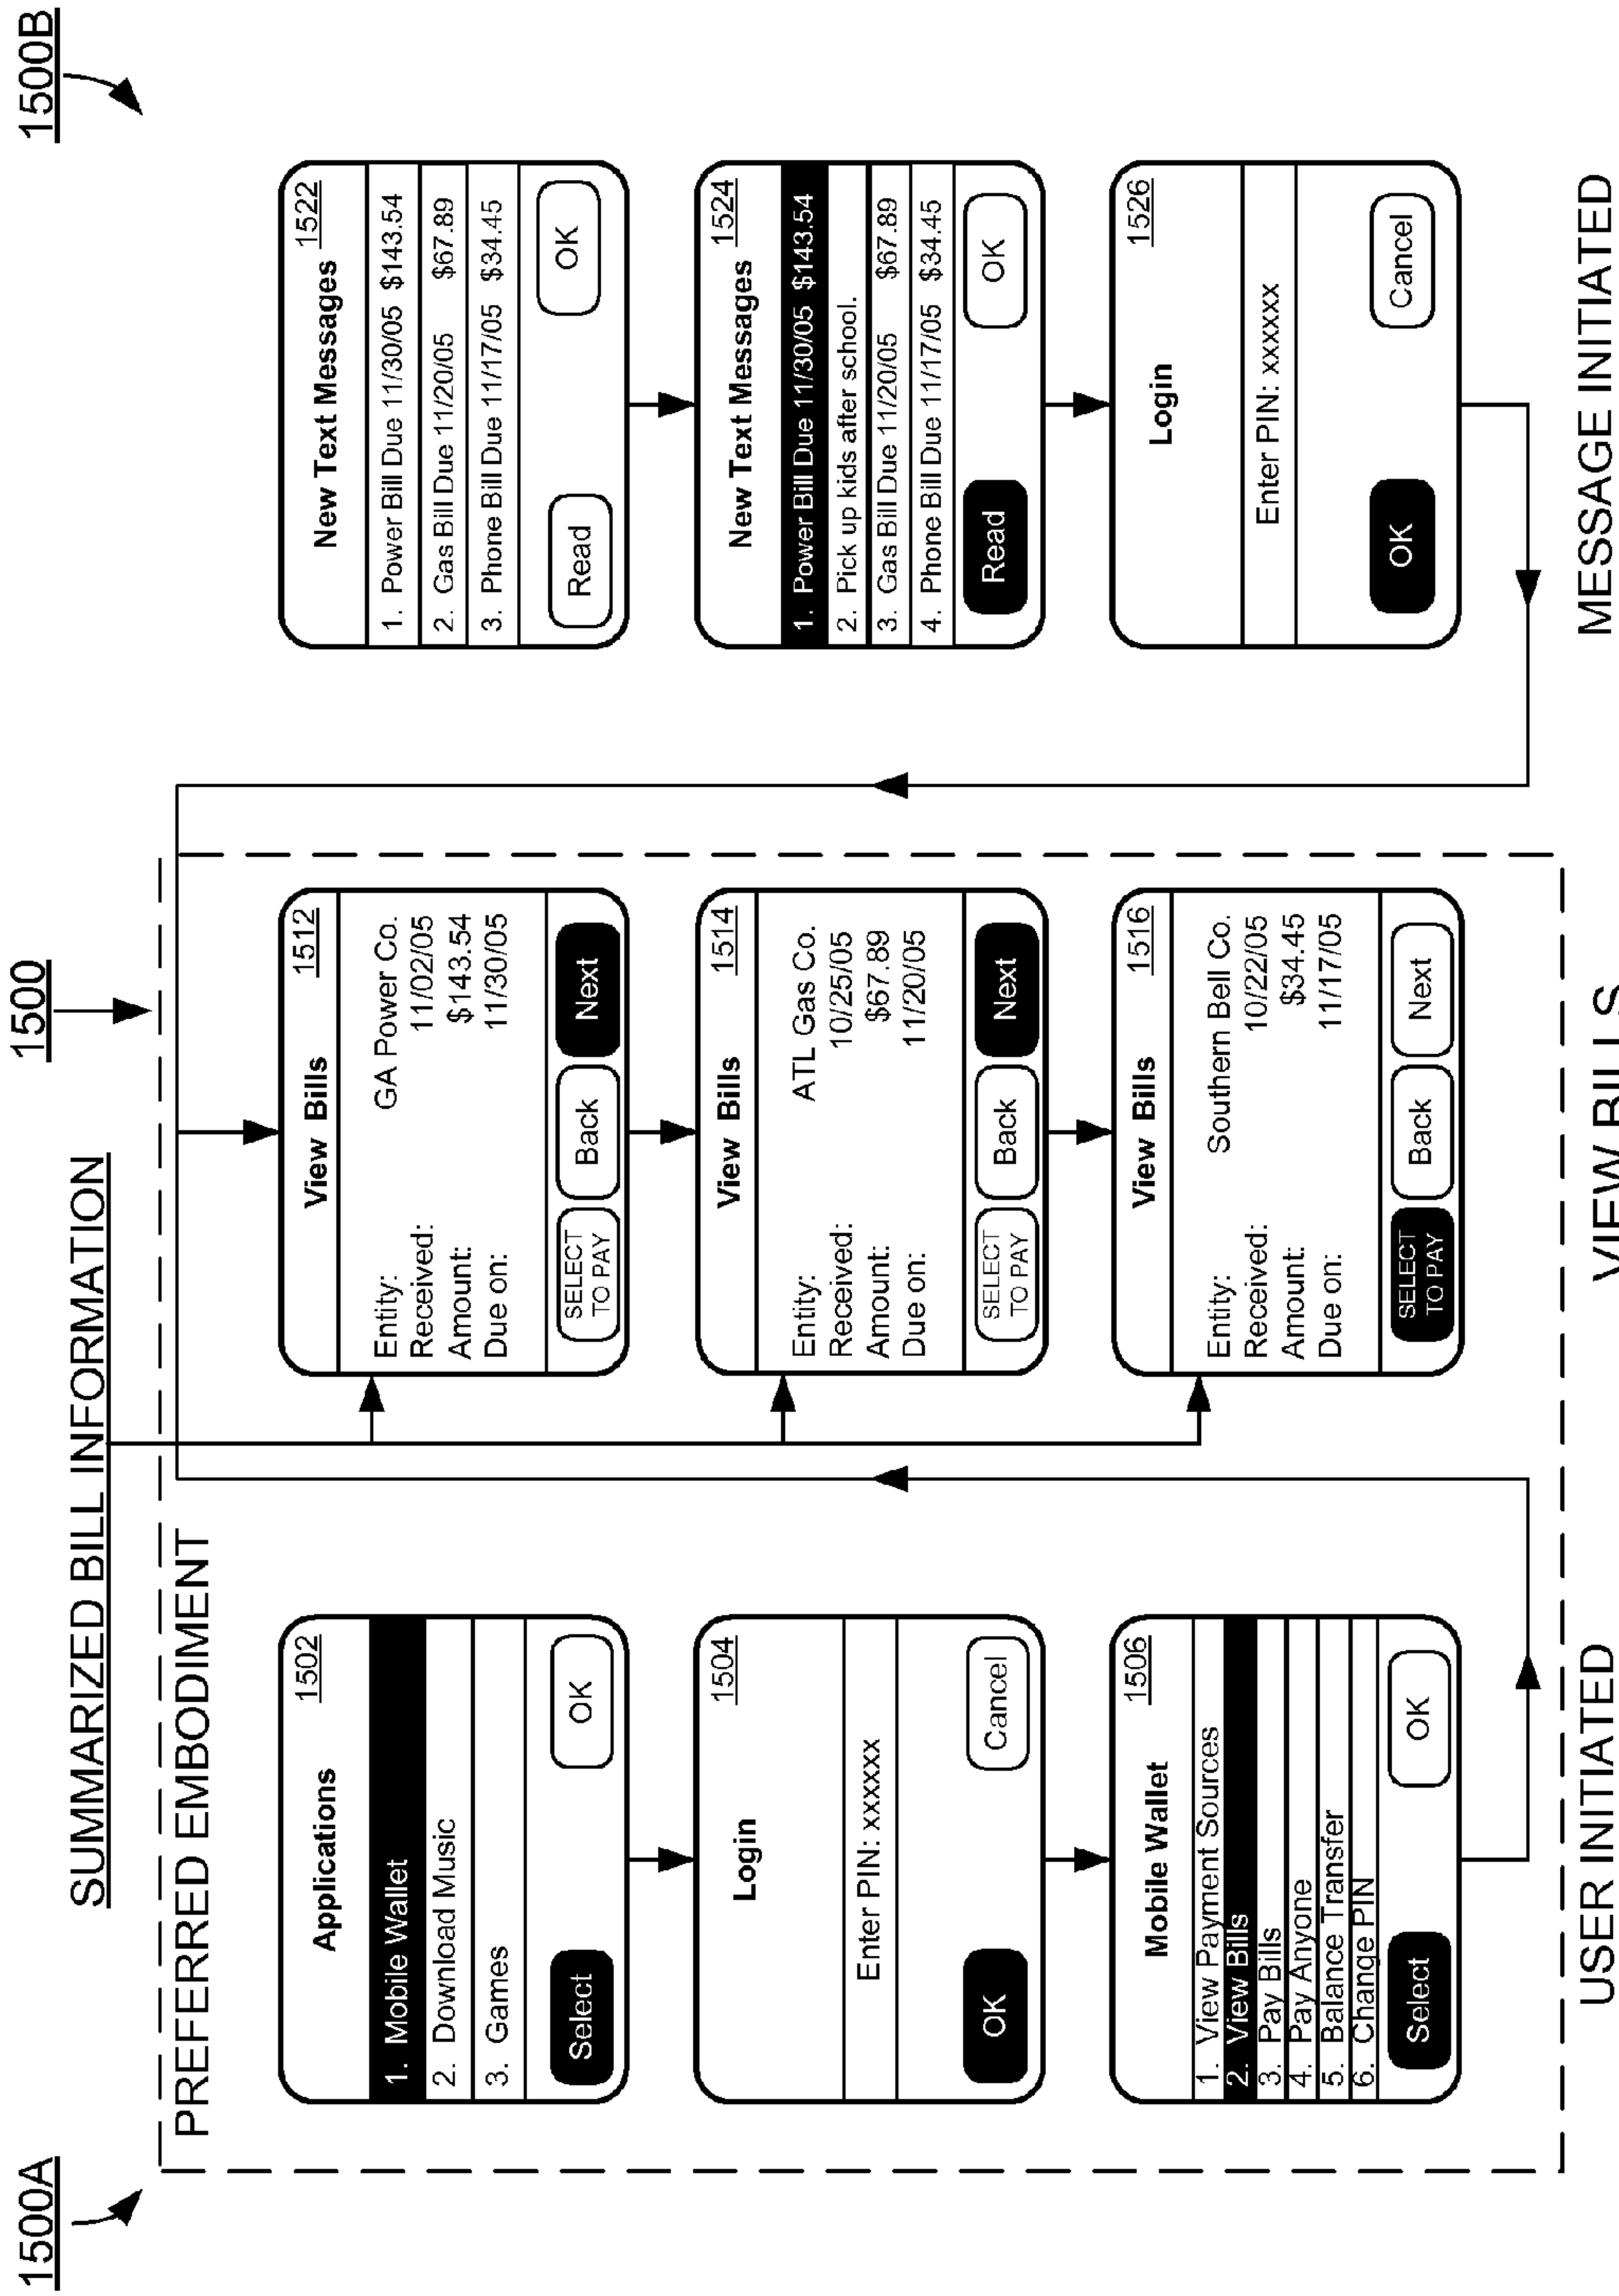 1500A
1500
1500B
SUMMARIZED BILL INFORMATION
PREFERRED EMBODIMENT
Applications
1502
1. Mobile Wallet
2. Download Music
3. Games
Select
OK
Login
1504
Enter PIN: xxxxxx
OK
Cancel
Mobile Wallet
1506
1. View Payment Sources
2. View Bills
3. Pay Bills
4. Pay Anyone
5. Balance Transfer
6. Change PIN
Select
OK
USER INITIATED
View Bills
1512
Entity: GA Power Co.
Received: 11/02/05
Amount: $143.54
Due on: 11/30/05
SELECT
TO PAY
Back
Next
View Bills
1514
Entity: ATL Gas Co.
Received: 10/25/05
Amount: $67.89
Due on: 11/20/05
SELECT
TO PAY
Back
Next
View Bills
1516
Entity: Southern Bell Co.
Received: 10/22/05
Amount: $34.45
Due on: 11/17/05
SELECT
TO PAY
Back
Next
VIEW BILLS
New Text Messages
1522
1. Power Bill Due 11/30/05 $143.54
2. Gas Bill Due 11/20/05 $67.89
3. Phone Bill Due 11/17/05 $34.45
Read
OK
New Text Messages
1524
1. Power Bill Due 11/30/05 $143.54
2. Pick up kids after school.
3. Gas Bill Due 11/20/05 $67.89
4. Phone Bill Due 11/17/05 $34.45
Read
OK
Login
1526
Enter PIN: xxxxxx
OK
Cancel
MESSAGE INITIATED